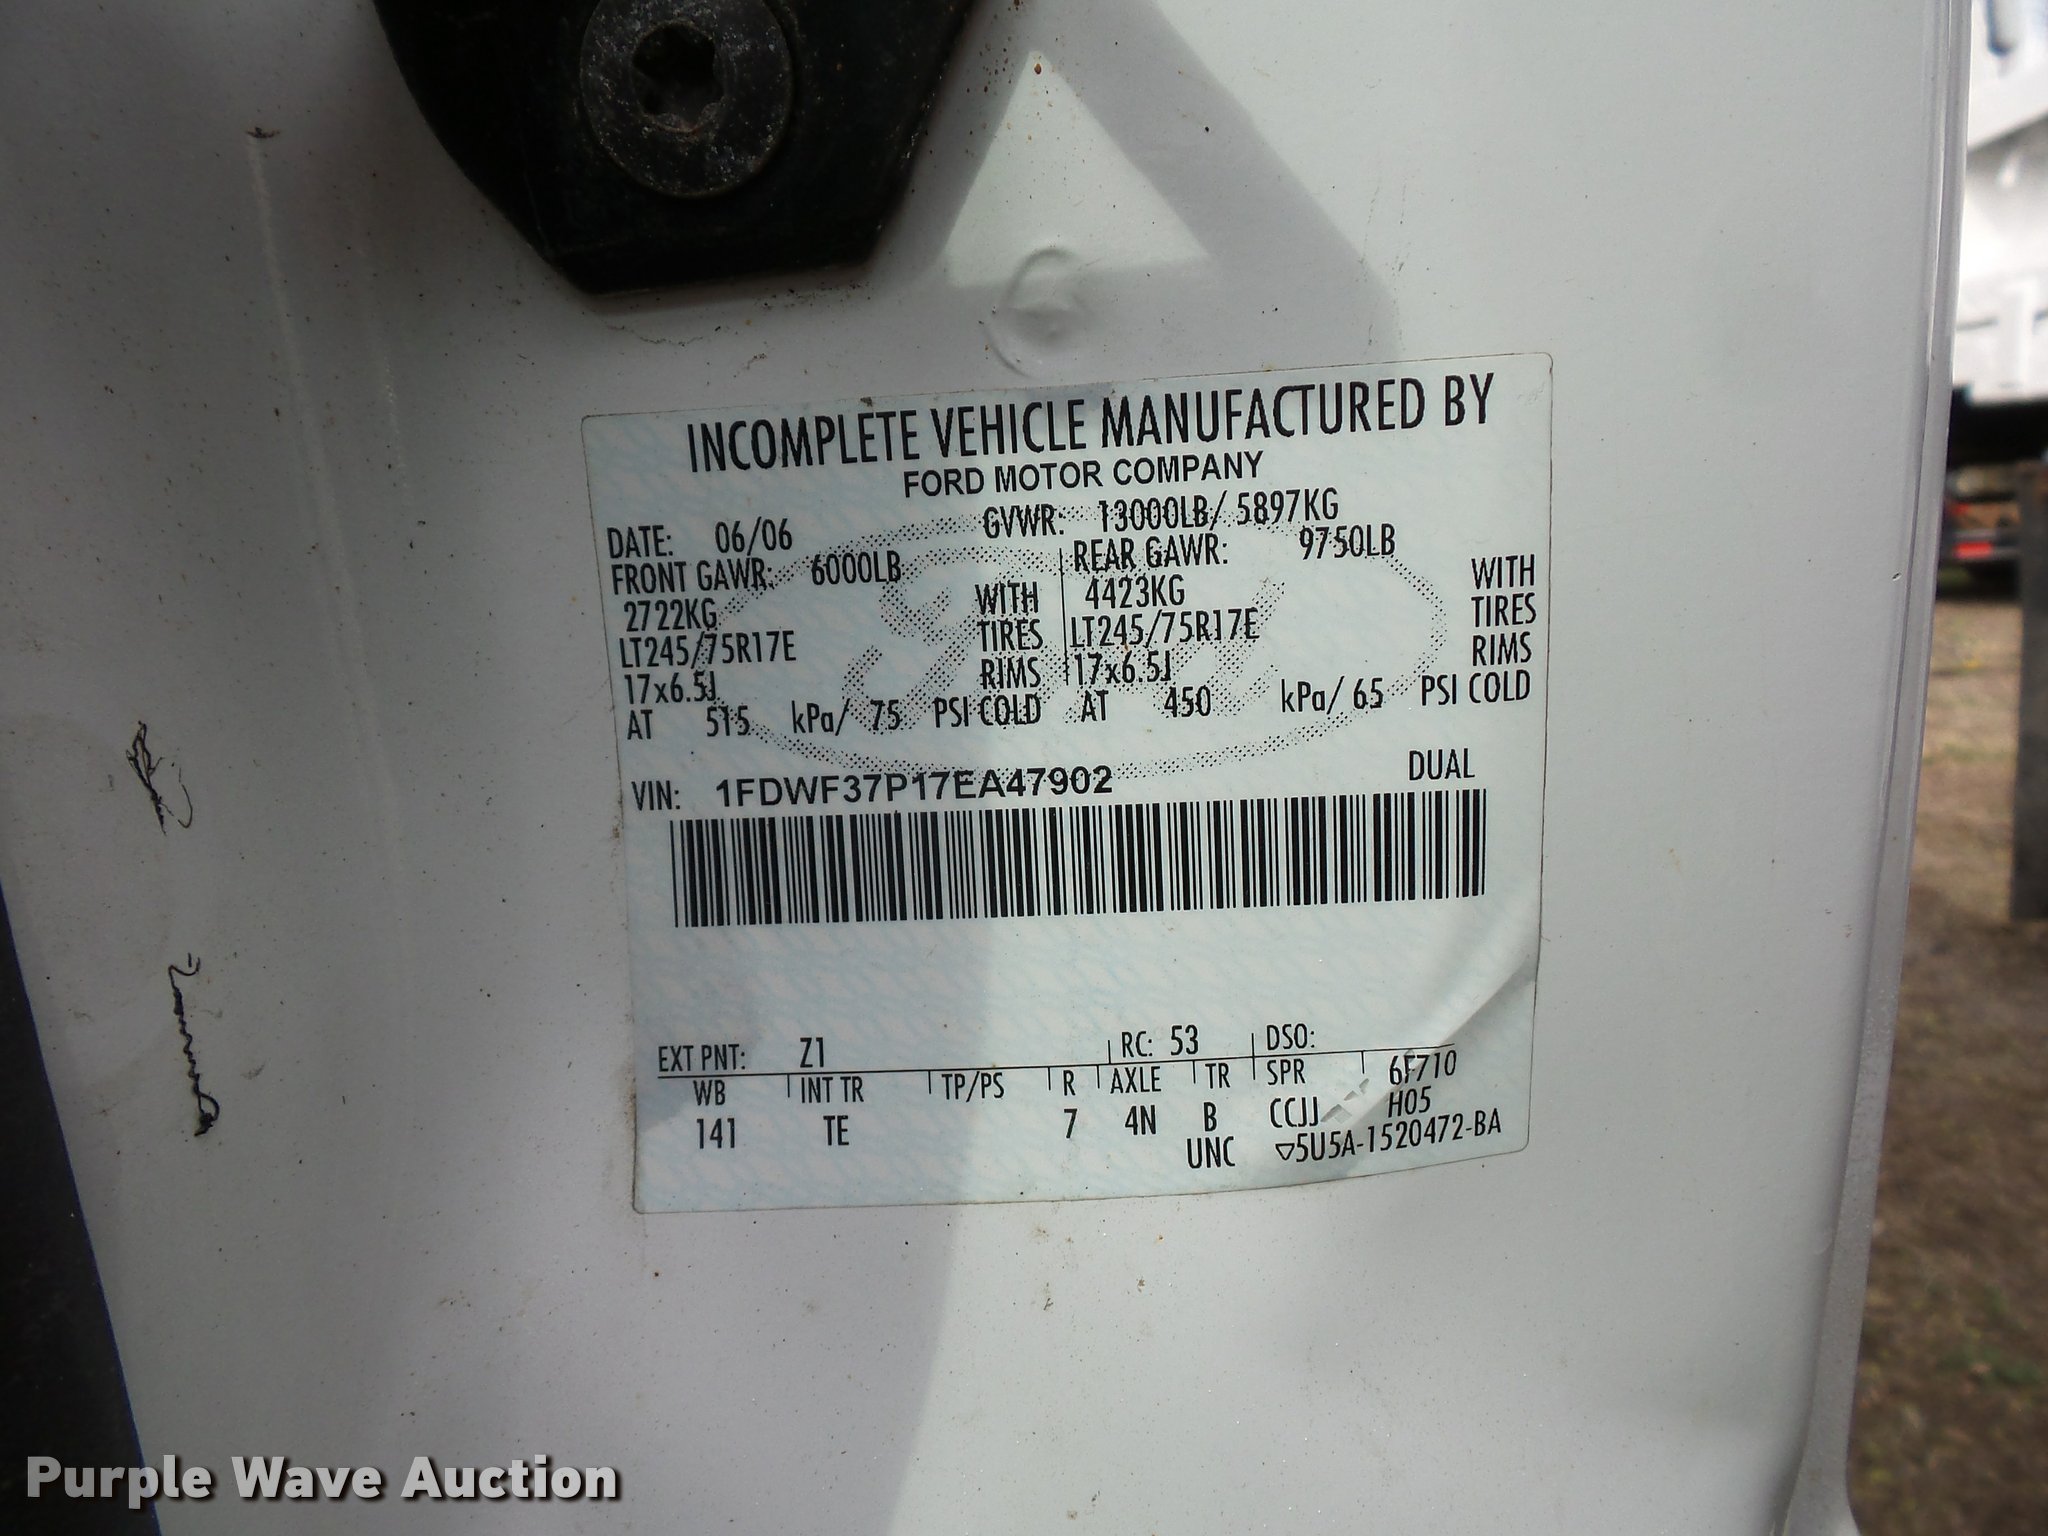 INCOMPLETE VEHICLE MANUFACTURED BY
FORD MOTOR COMPANY
DATE: 06/06 GVWR: 13000LB/ 5897KG
FRONT GAWR: 6000LB REAR GAWR: 9750LB
2722KG WITH 4423KG WITH
LT245/75R17E TIRES LT245/75R17E TIRES
17x6.5J RIMS 17x6.5J RIMS
AT 515 kPa/ 75 PSI COLD AT 450 kPa/ 65 PSI COLD
VIN: 1FDWF37P17EA47902 DUAL
EXT PNT: Z1 RC: 53 DSO:
WB INT TR TP/PS R AXLE TR SPR 6F710
141 TE 7 4N B CCJJ H05
UNC ▽5U5A-1520472-BA
Purple Wave Auction